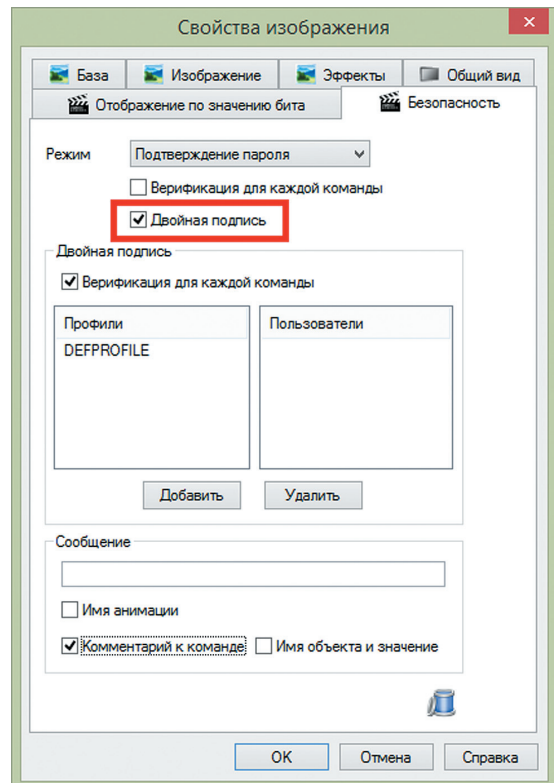 Свойства изображения
База Изображение Эффекты Общий вид
Отображение по значению бита Безопасность
Режим Подтверждение пароля
Верификация для каждой команды
Двойная подпись
Двойная подпись
Верификация для каждой команды
Профили Пользователи
DEFPROFILE
Добавить Удалить
Сообщение
Имя анимации
Комментарий к команде Имя объекта и значение
OK Отмена Справка